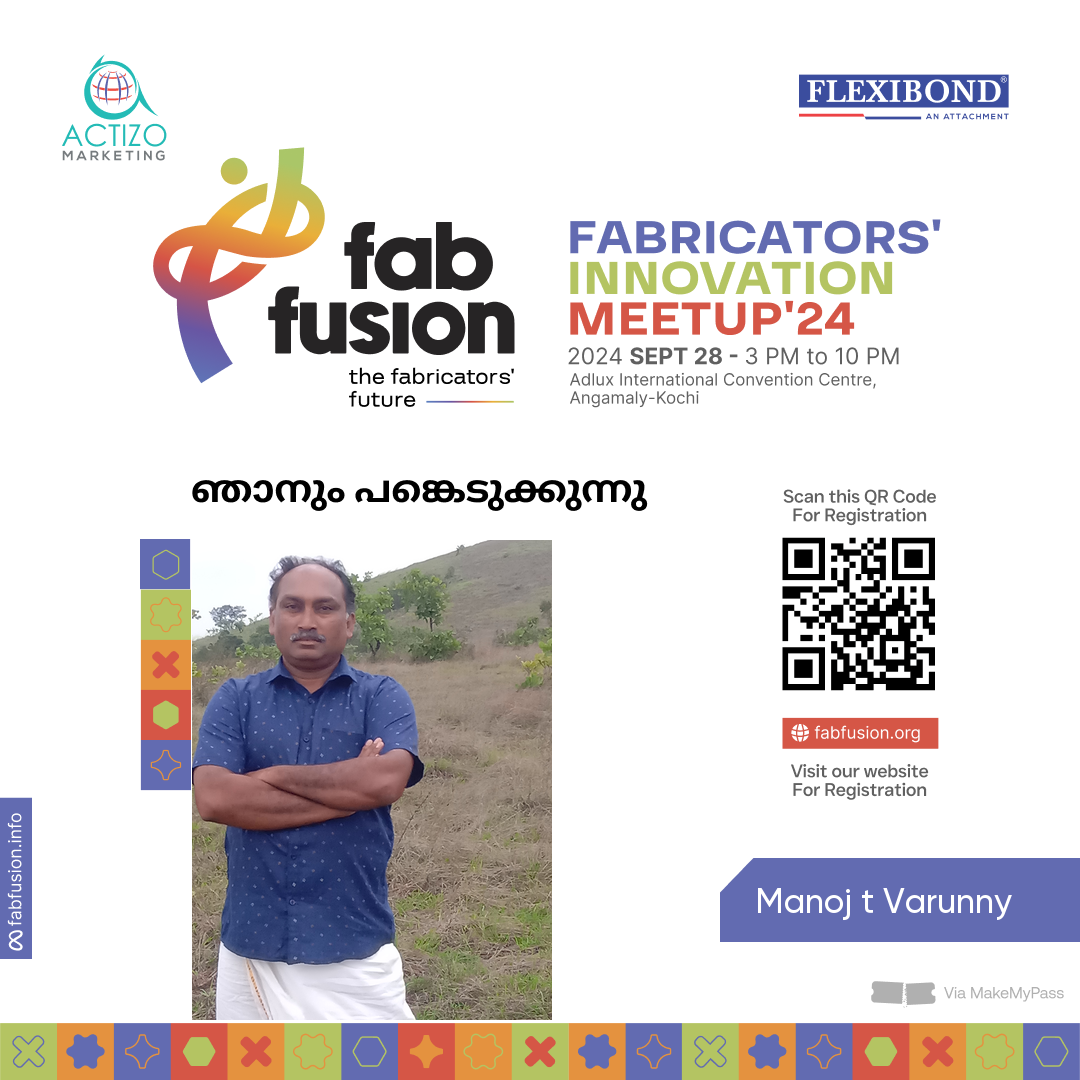 ACTIZO
MARKETING
FLEXIBOND®
AN ATTACHMENT
fab
fusion
the fabricators'
future
FABRICATORS'
INNOVATION
MEETUP'24
2024 SEPT 28 - 3 PM to 10 PM
Adlux International Convention Centre,
Angamaly-Kochi
ഞാനും പങ്കെടുക്കുന്നു
Scan this QR Code
For Registration
fabfusion.org
Visit our website
For Registration
fabfusion.info
Manoj t Varunny
Via MakeMyPass